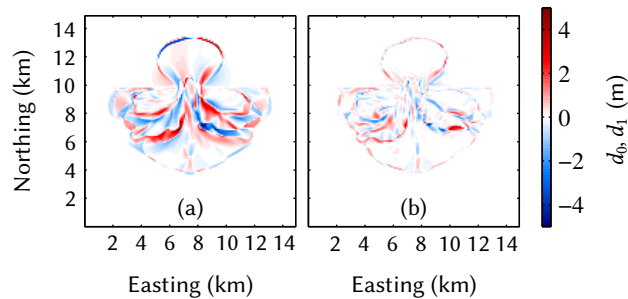 14
12
10
8
6
4
2
Northing (km)
(a)
(b)
2 4 6 8 10 12 14
2 4 6 8 10 12 14
Easting (km)
Easting (km)
4
2
0
−2
−4
d₀, d₁ (m)